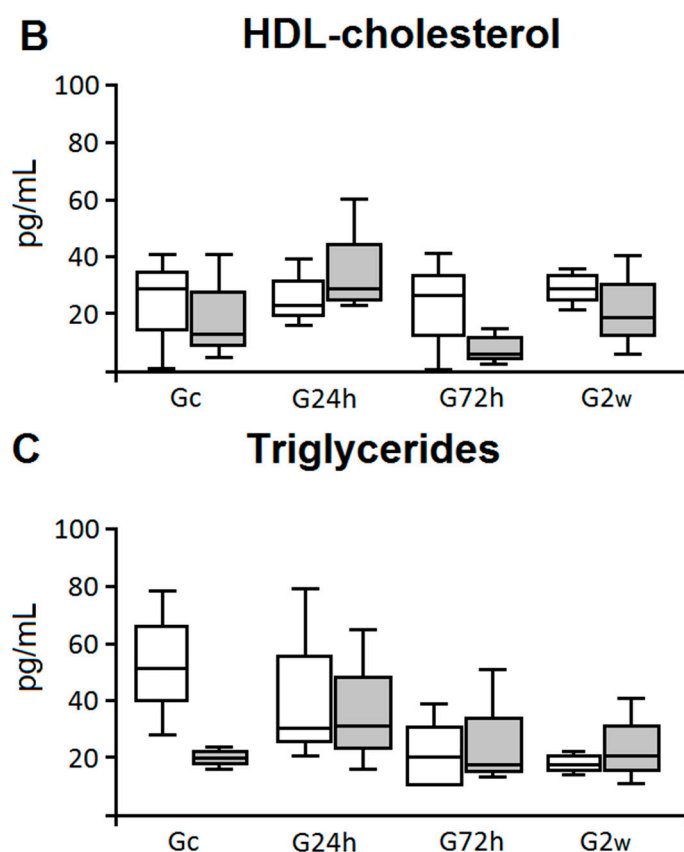 B HDL-cholesterol
100
80
60
40
20
pg/mL
Gc G24h G72h G2w
C Triglycerides
100
80
60
40
20
pg/mL
Gc G24h G72h G2w